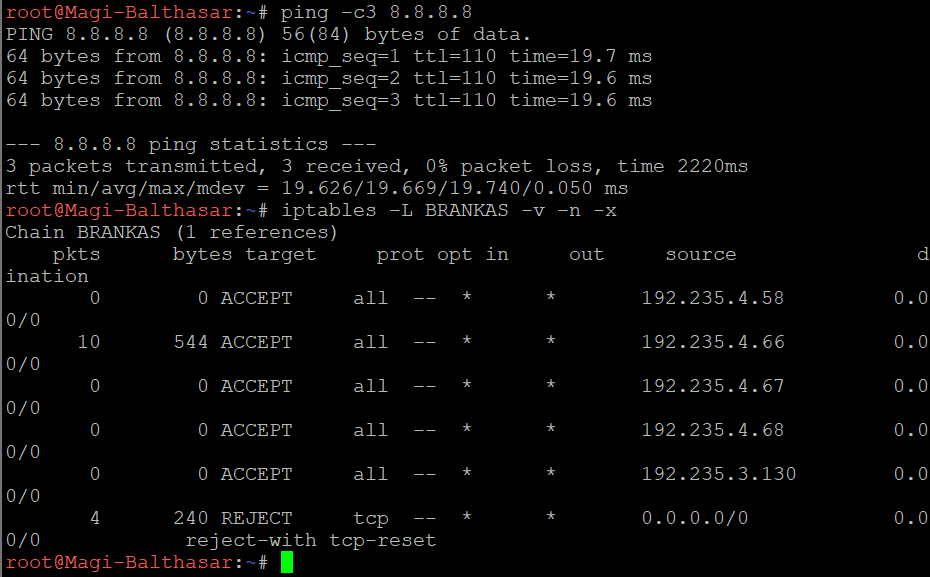 root@Magi-Balthasar:~# ping -c3 8.8.8.8
PING 8.8.8.8 (8.8.8.8) 56(84) bytes of data.
64 bytes from 8.8.8.8: icmp_seq=1 ttl=110 time=19.7 ms
64 bytes from 8.8.8.8: icmp_seq=2 ttl=110 time=19.6 ms
64 bytes from 8.8.8.8: icmp_seq=3 ttl=110 time=19.6 ms

--- 8.8.8.8 ping statistics ---
3 packets transmitted, 3 received, 0% packet loss, time 2220ms
rtt min/avg/max/mdev = 19.626/19.669/19.740/0.050 ms
root@Magi-Balthasar:~# iptables -L BRANKAS -v -n -x
Chain BRANKAS (1 references)
    pkts      bytes target     prot opt in     out     source               d
ination
       0        0 ACCEPT     all  --  *      *       192.235.4.58         0.0
0/0
      10      544 ACCEPT     all  --  *      *       192.235.4.66         0.0
0/0
       0        0 ACCEPT     all  --  *      *       192.235.4.67         0.0
0/0
       0        0 ACCEPT     all  --  *      *       192.235.4.68         0.0
0/0
       0        0 ACCEPT     all  --  *      *       192.235.3.130        0.0
0/0
       4      240 REJECT     tcp  --  *      *       0.0.0.0/0            0.0
0/0            reject-with tcp-reset
root@Magi-Balthasar:~#